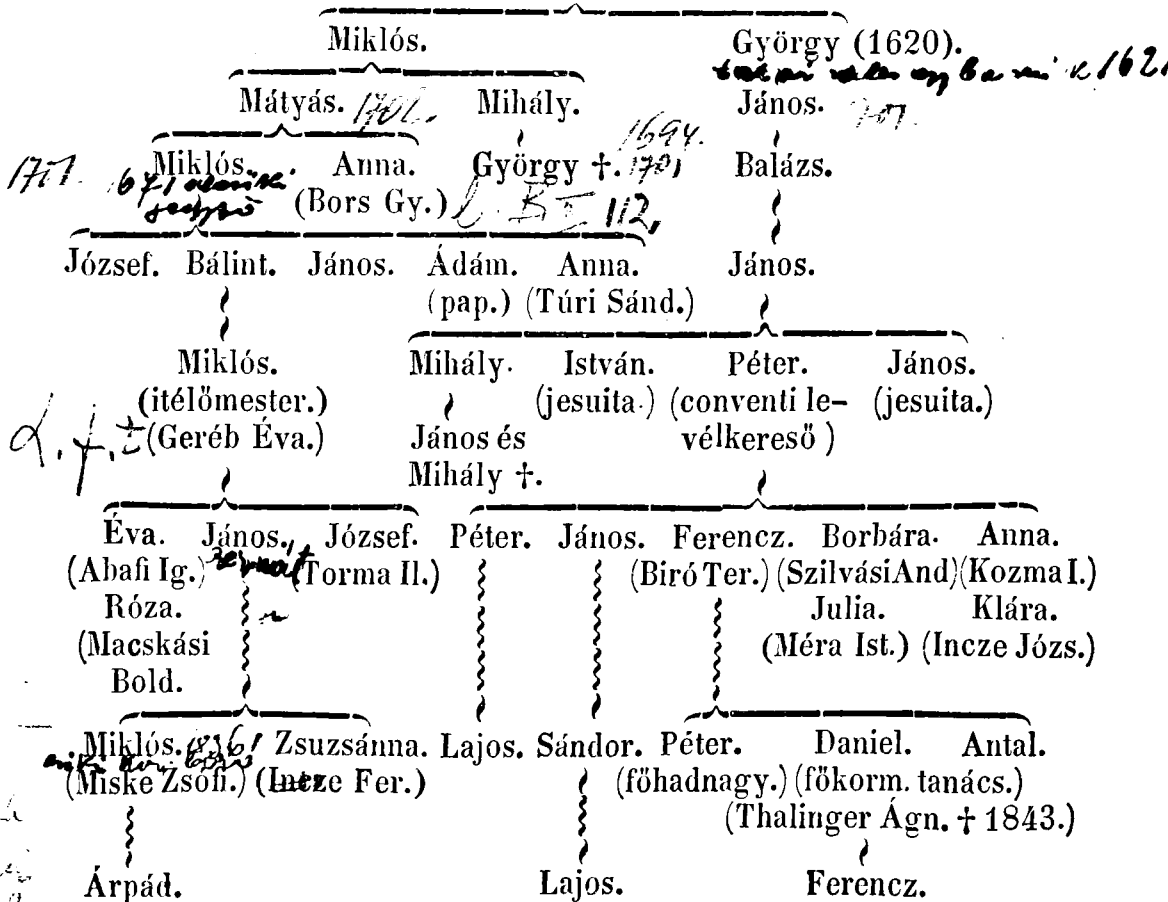 Miklós. György (1620).
1621
Mátyás. 1702. Mihály. János.
1694.
Miklós. Anna. György †. 1701 Balázs.
(Bors Gy.) 112,
József. Bálint. János. Ádám. Anna. János.
(pap.) (Túri Sánd.)
Miklós. Mihály. István. Péter. János.
(itélőmester.) (jesuita.) (conventi le- (jesuita.)
(Geréb Éva.) János és vélkereső)
Mihály †.
Éva. János. József. Péter. János. Ferencz. Borbára. Anna.
(Abafi Ig.) (Torma Il.) (Biró Ter.) (Szilvási And) (Kozma I.)
Róza. Julia. Klára.
(Macskási (Méra Ist.) (Incze Józs.)
Bold.
Miklós. 1836! Zsuzsánna. Lajos. Sándor. Péter. Daniel. Antal.
(Miske Zsófi.) (Incze Fer.) (főhadnagy.) (főkorm. tanács.)
(Thalinger Ágn. † 1843.)
Árpád. Lajos. Ferencz.